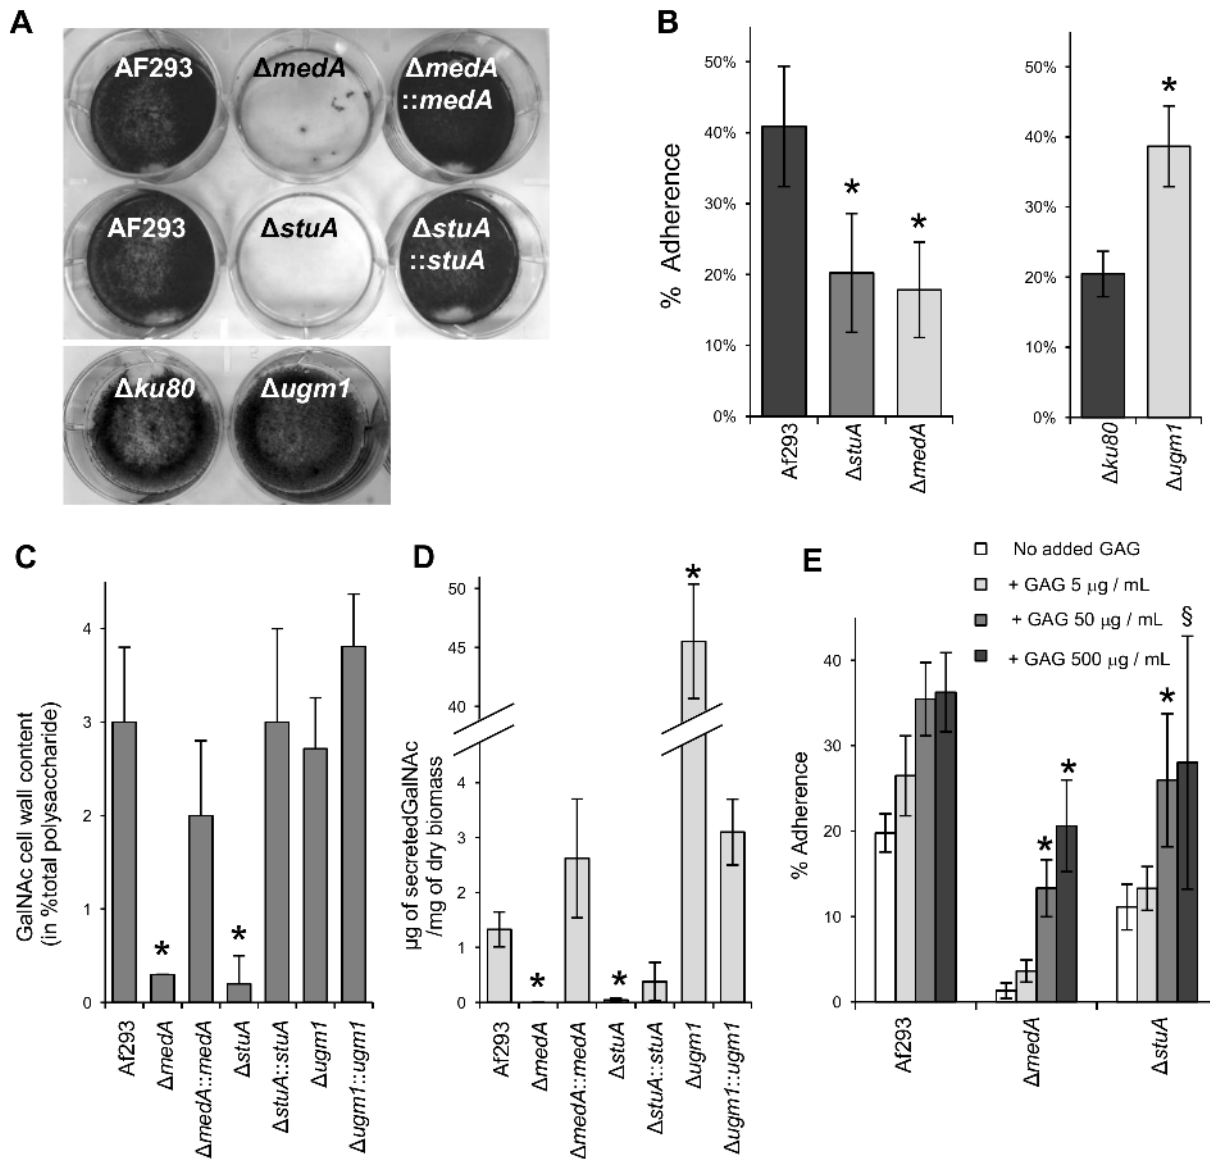 A
AF293
ΔmedA
ΔmedA
::medA
AF293
ΔstuA
ΔstuA
::stuA
Δku80
Δugm1
B
% Adherence
50%
40%
30%
20%
10%
0%
*
*
Af293
ΔstuA
ΔmedA
50%
40%
30%
20%
10%
0%
*
Δku80
Δugm1
C
GalNAc cell wall content
(in %total polysaccharide)
4
3
2
1
0
*
*
Af293
ΔmedA
ΔmedA::medA
ΔstuA
ΔstuA::stuA
Δugm1
Δugm1::ugm1
D
µg of secretedGalNAc
/mg of dry biomass
50
45
40
4
3
2
1
0
*
*
*
Af293
ΔmedA
ΔmedA::medA
ΔstuA
ΔstuA::stuA
Δugm1
Δugm1::ugm1
E
No added GAG
+ GAG 5 µg / mL
+ GAG 50 µg / mL
+ GAG 500 µg / mL
% Adherence
40
30
20
10
0
*
*
*
§
Af293
ΔmedA
ΔstuA